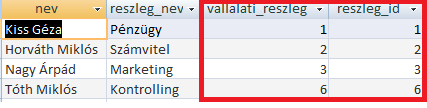 nev reszleg_nev vallalati_reszleg reszleg_id
Kiss Géza Pénzügy 1 1
Horváth Miklós Számvitel 2 2
Nagy Árpád Marketing 3 3
Tóth Miklós Kontrolling 6 6